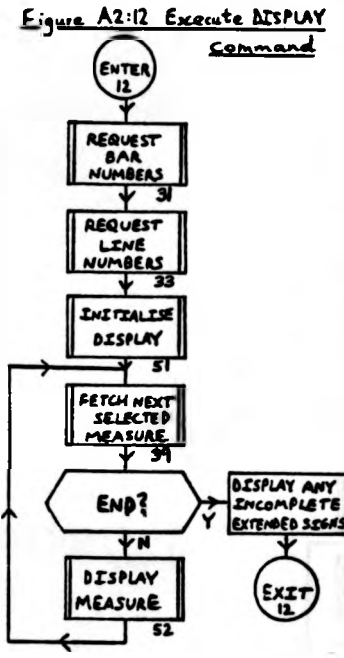 Figure A2:12 Execute DISPLAY
Command
ENTER
12
REQUEST
BAR
NUMBERS
31
REQUEST
LINE
NUMBERS
33
INITIALISE
DISPLAY
51
FETCH NEXT
SELECTED
MEASURE
39
END?
Y
DISPLAY ANY
INCOMPLETE
EXTENDED SIGNS
N
EXIT
12
DISPLAY
MEASURE
52